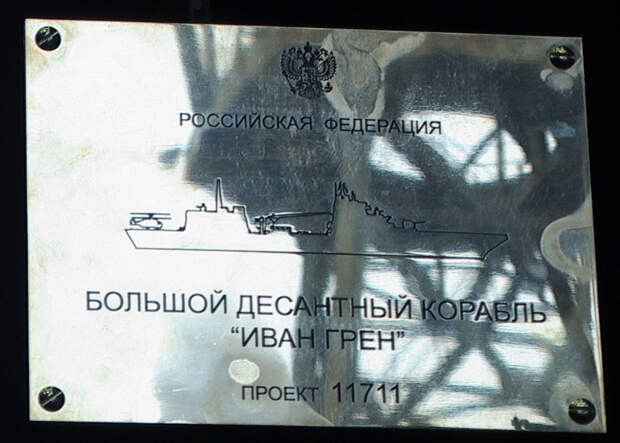 РОССИЙСКАЯ ФЕДЕРАЦИЯ
БОЛЬШОЙ ДЕСАНТНЫЙ КОРАБЛЬ
"ИВАН ГРЕН"
ПРОЕКТ 11711